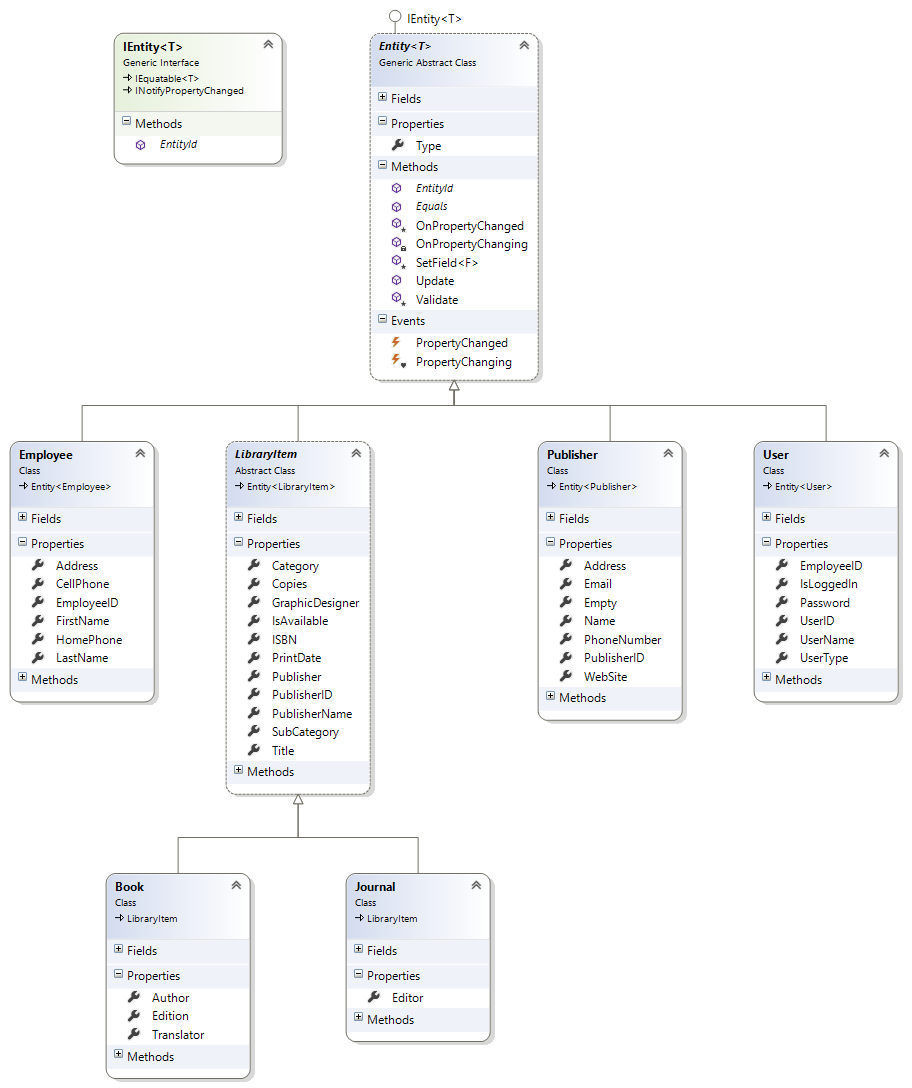 IEntity<T>
IEntity<T>
Generic Interface
IEquatable<T>
INotifyPropertyChanged
Methods
EntityId
Entity<T>
Generic Abstract Class
Fields
Properties
Type
Methods
EntityId
Equals
OnPropertyChanged
OnPropertyChanging
SetField<F>
Update
Validate
Events
PropertyChanged
PropertyChanging
Employee
Class
Entity<Employee>
Fields
Properties
Address
CellPhone
EmployeeID
FirstName
HomePhone
LastName
Methods
LibraryItem
Abstract Class
Entity<LibraryItem>
Fields
Properties
Category
Copies
GraphicDesigner
IsAvailable
ISBN
PrintDate
Publisher
PublisherID
PublisherName
SubCategory
Title
Methods
Publisher
Class
Entity<Publisher>
Fields
Properties
Address
Email
Empty
Name
PhoneNumber
PublisherID
WebSite
Methods
User
Class
Entity<User>
Fields
Properties
EmployeeID
IsLoggedIn
Password
UserID
UserName
UserType
Methods
Book
Class
LibraryItem
Fields
Properties
Author
Edition
Translator
Methods
Journal
Class
LibraryItem
Fields
Properties
Editor
Methods